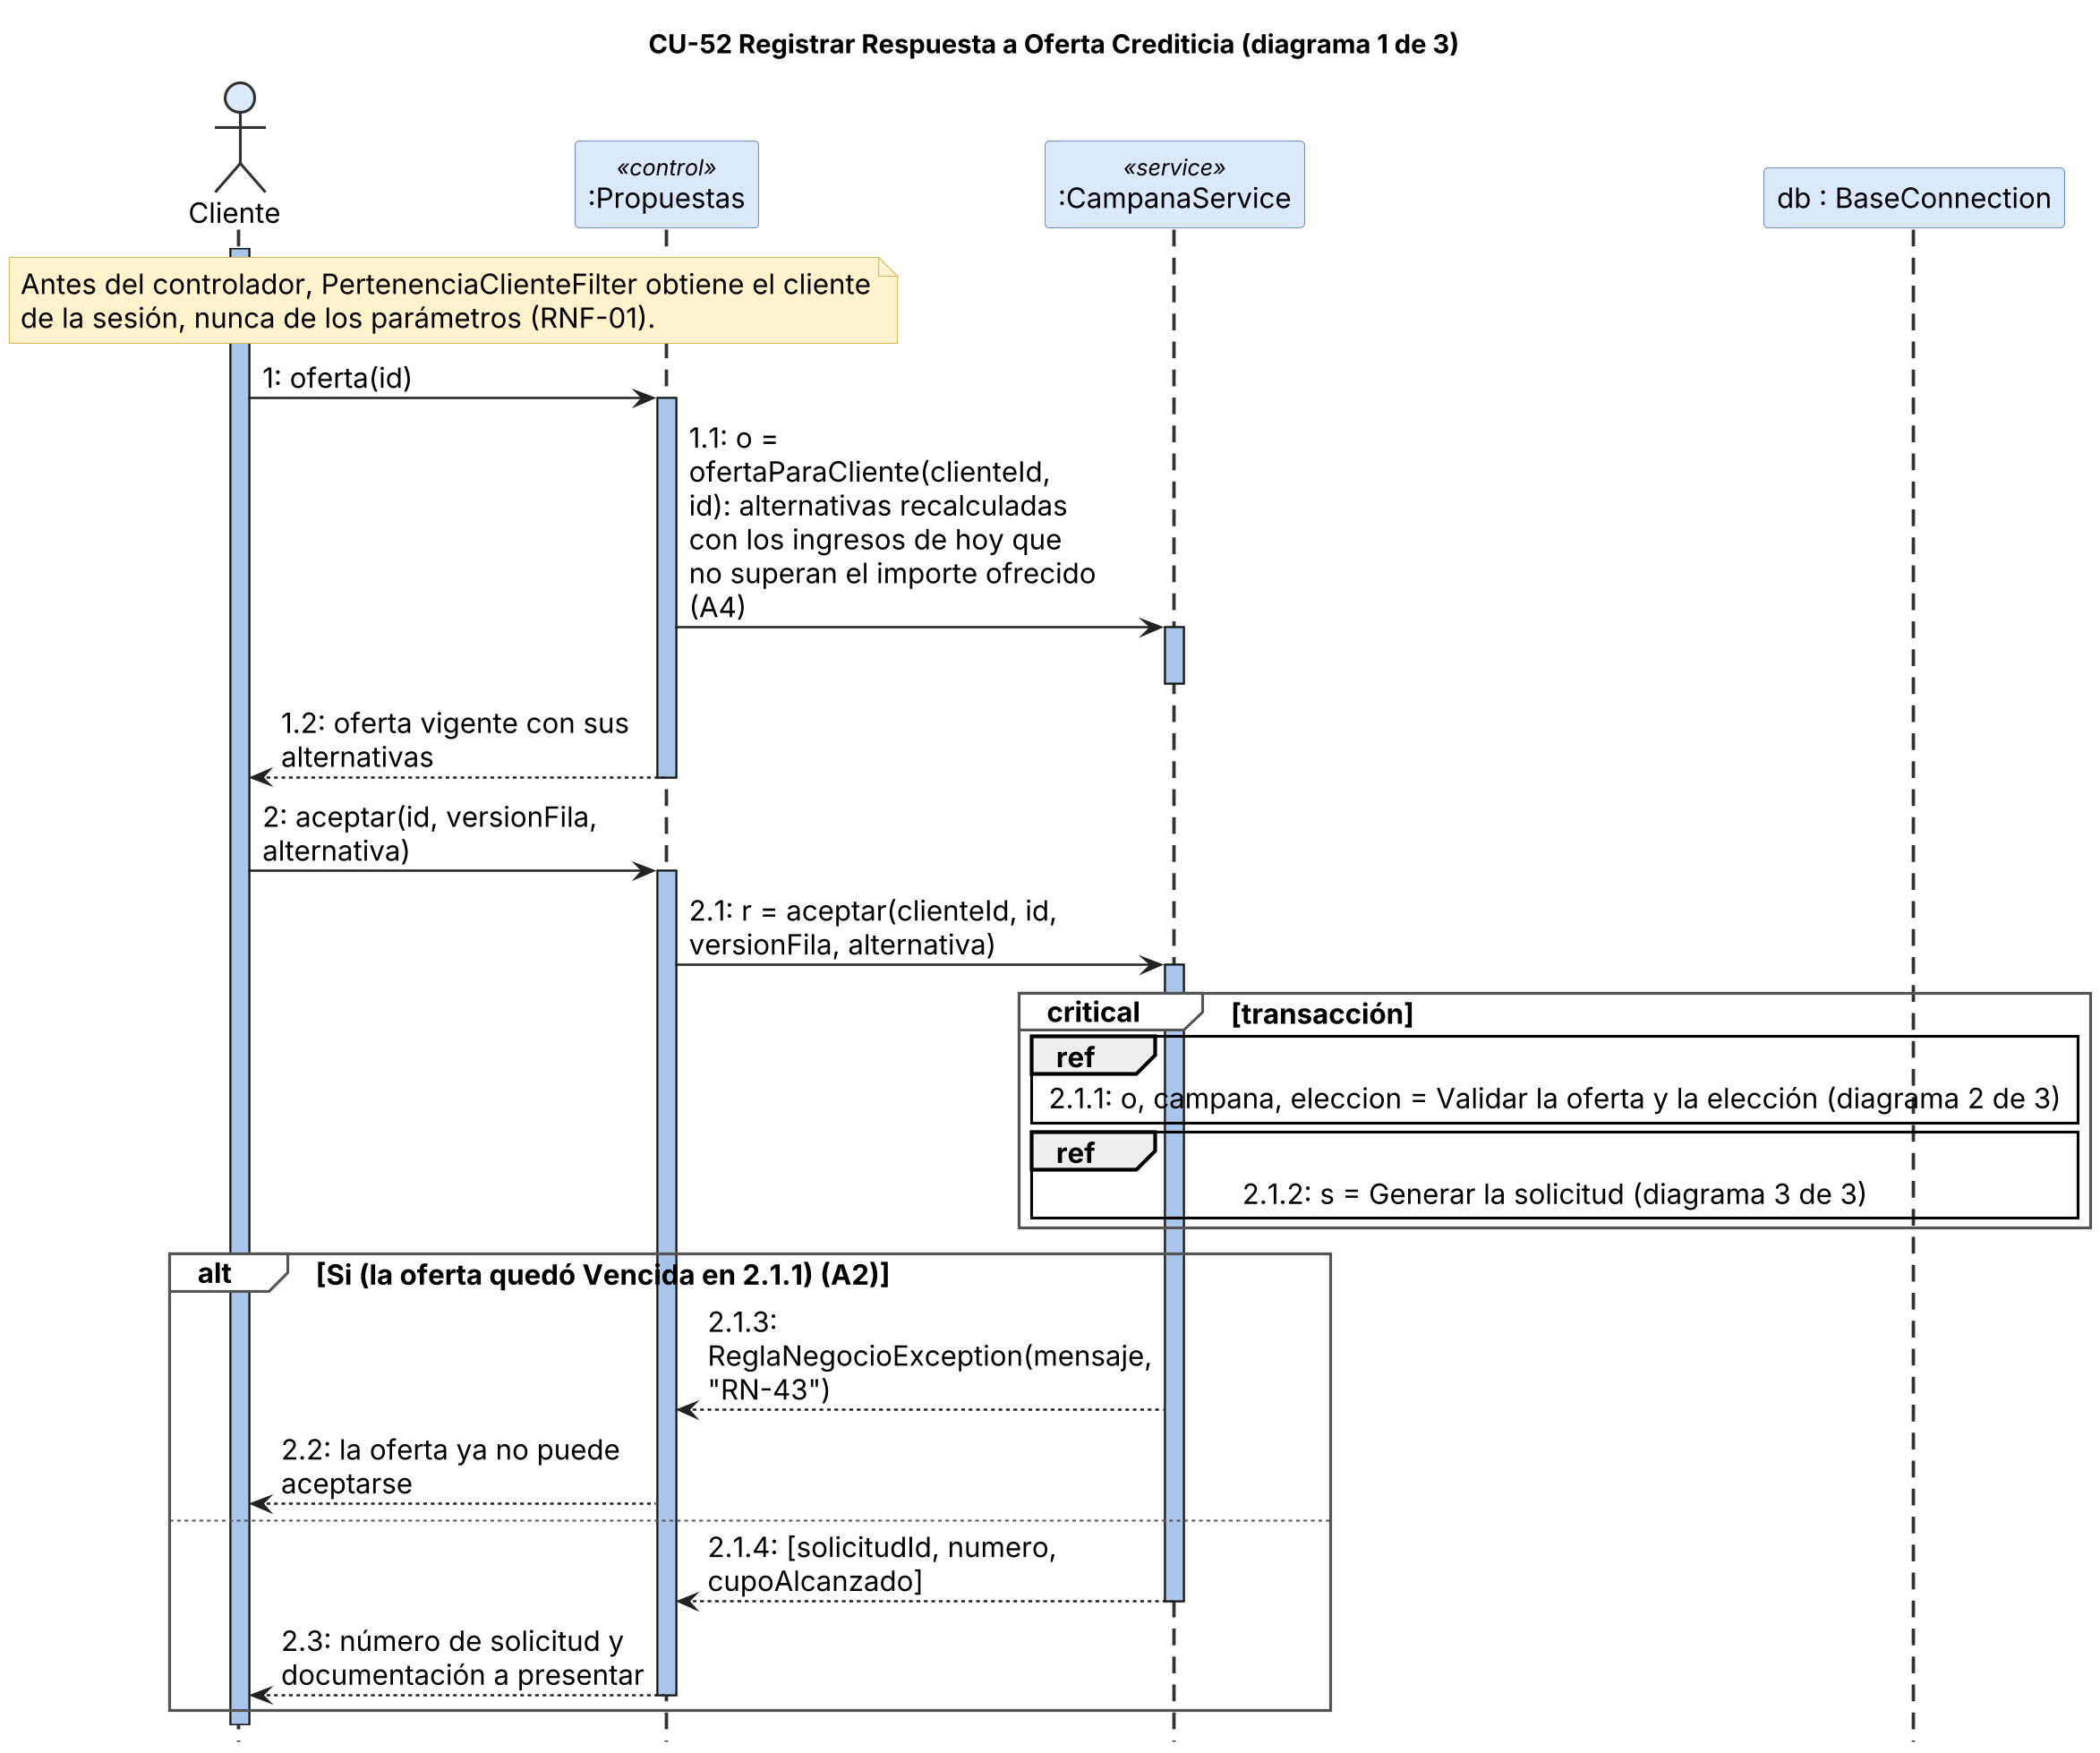 CU-52 Registrar Respuesta a Oferta Crediticia (diagrama 1 de 3)
Cliente
«control»
:Propuestas
«service»
:CampanaService
db : BaseConnection
Antes del controlador, PertenenciaClienteFilter obtiene el cliente
de la sesión, nunca de los parámetros (RNF-01).
1: oferta(id)
1.1: o =
ofertaParaCliente(clienteId,
id): alternativas recalculadas
con los ingresos de hoy que
no superan el importe ofrecido
(A4)
1.2: oferta vigente con sus
alternativas
2: aceptar(id, versionFila,
alternativa)
2.1: r = aceptar(clienteId, id,
versionFila, alternativa)
critical [transacción]
ref
2.1.1: o, campana, eleccion = Validar la oferta y la elección (diagrama 2 de 3)
ref
2.1.2: s = Generar la solicitud (diagrama 3 de 3)
alt [Si (la oferta quedó Vencida en 2.1.1) (A2)]
2.1.3:
ReglaNegocioException(mensaje,
"RN-43")
2.2: la oferta ya no puede
aceptarse
2.1.4: [solicitudId, numero,
cupoAlcanzado]
2.3: número de solicitud y
documentación a presentar